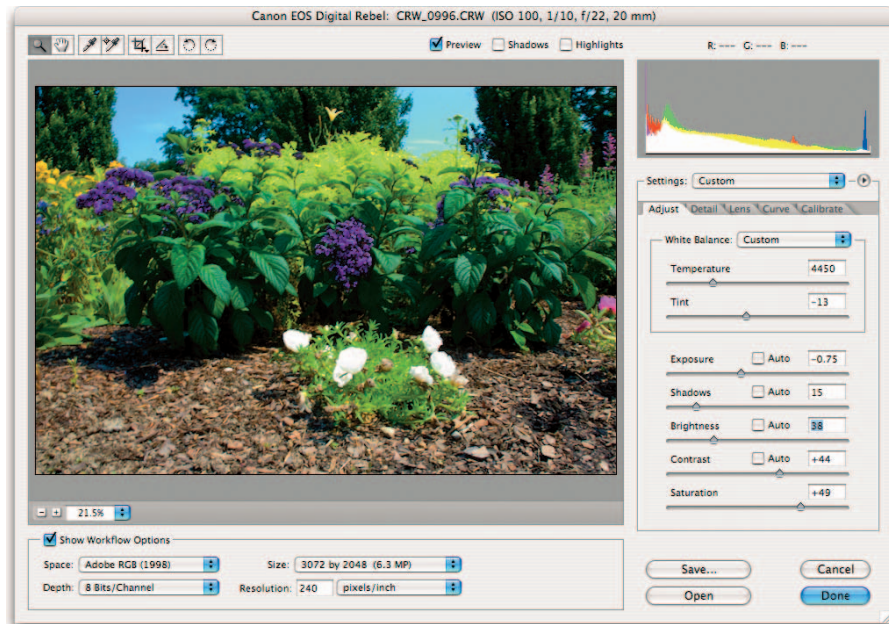 Canon EOS Digital Rebel: CRW_0996.CRW (ISO 100, 1/10, f/22, 20 mm)
Preview Shadows Highlights R: --- G: --- B: ---
Settings: Custom
Adjust Detail Lens Curve Calibrate
White Balance: Custom
Temperature 4450
Tint -13
Exposure Auto -0.75
Shadows Auto 15
Brightness Auto 38
Contrast Auto +44
Saturation +49
21.5%
Show Workflow Options
Space: Adobe RGB (1998) Size: 3072 by 2048 (6.3 MP)
Depth: 8 Bits/Channel Resolution: 240 pixels/inch
Save... Cancel
Open Done